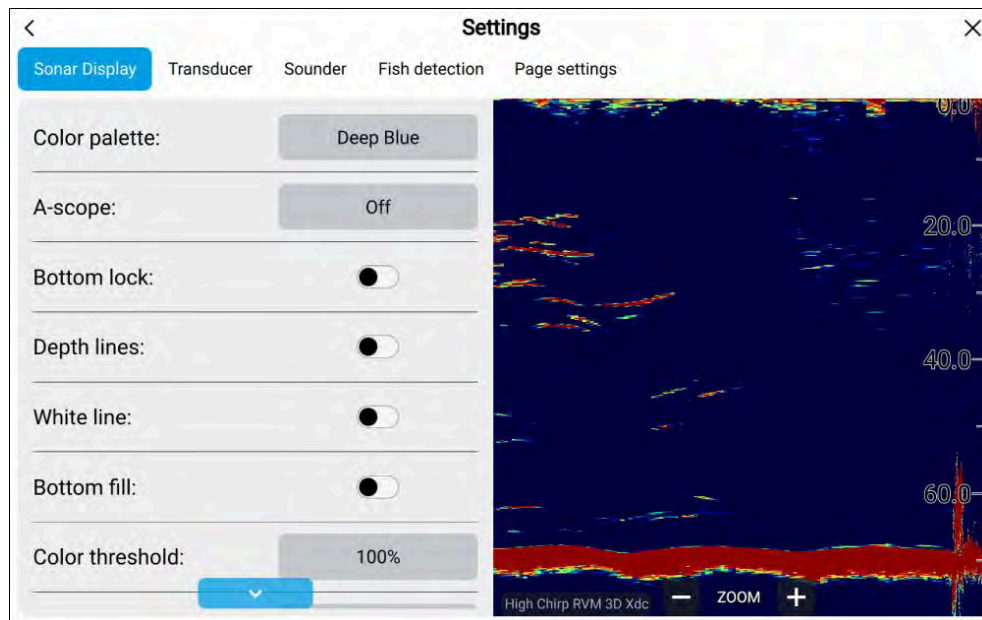 Settings
Sonar Display Transducer Sounder Fish detection Page settings
Color palette: Deep Blue
A-scope: Off
Bottom lock:
Depth lines:
White line:
Bottom fill:
Color threshold: 100%
0.0
20.0
40.0
60.0
High Chirp RVM 3D Xdc
ZOOM